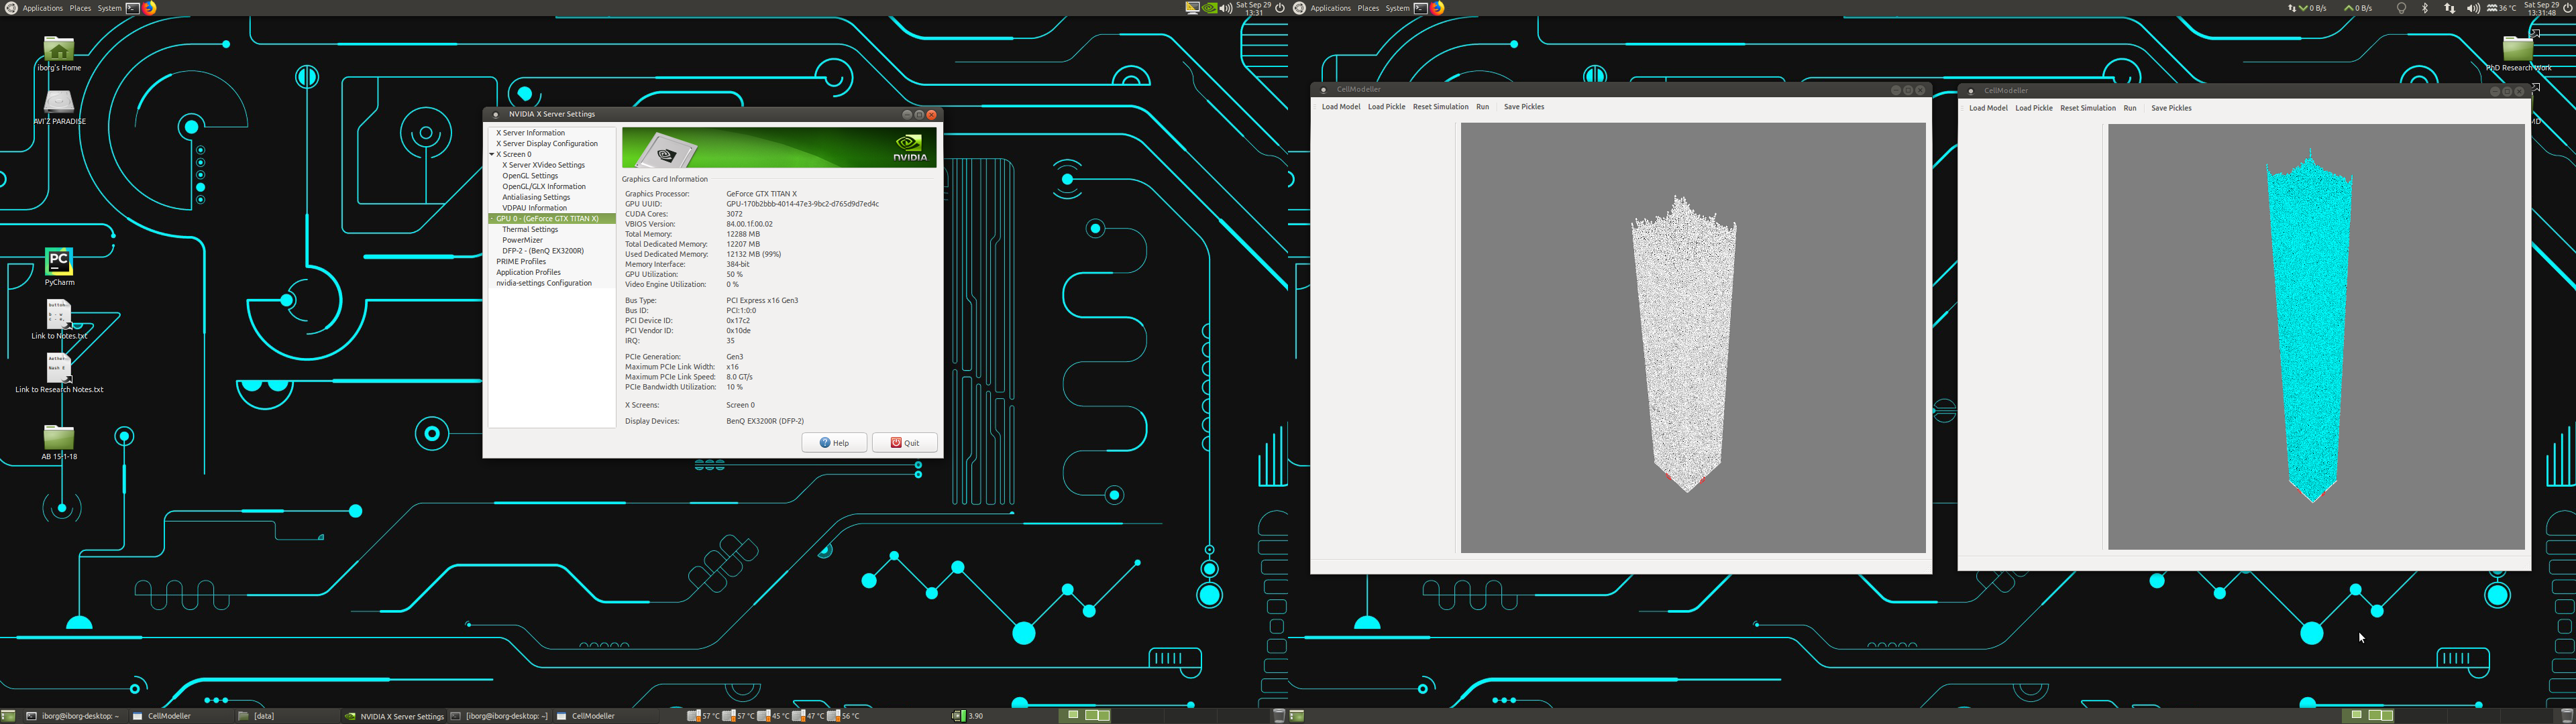 Applications Places System
Sat Sep 29
13:31
Applications Places System
0 B/s 0 B/s
36 °C
Sat Sep 29
13:31:48
iborg's Home
AVI'Z PARADISE
PyCharm
Link to Notes.txt
Link to Research Notes.txt
AB 15-1-18
NVIDIA X Server Settings
X Server Information
X Server Display Configuration
X Screen 0
X Server XVideo Settings
OpenGL Settings
OpenGL/GLX Information
Antialiasing Settings
VDPAU Information
GPU 0 - (GeForce GTX TITAN X)
Thermal Settings
PowerMizer
DFP-2 - (BenQ EX3200R)
PRIME Profiles
Application Profiles
nvidia-settings Configuration
NVIDIA
Graphics Card Information
Graphics Processor: GeForce GTX TITAN X
GPU UUID: GPU-170b2bbb-4014-47e3-9bc2-d765d9d7ed4c
CUDA Cores: 3072
VBIOS Version: 84.00.1f.00.02
Total Memory: 12288 MB
Total Dedicated Memory: 12207 MB
Used Dedicated Memory: 12132 MB (99%)
Memory Interface: 384-bit
GPU Utilization: 50 %
Video Engine Utilization: 0 %
Bus Type: PCI Express x16 Gen3
Bus ID: PCI:1:0:0
PCI Device ID: 0x17c2
PCI Vendor ID: 0x10de
IRQ: 35
PCIe Generation: Gen3
Maximum PCIe Link Width: x16
Maximum PCIe Link Speed: 8.0 GT/s
PCIe Bandwidth Utilization: 10 %
X Screens: Screen 0
Display Devices: BenQ EX3200R (DFP-2)
Help Quit
CellModeller
Load Model Load Pickle Reset Simulation Run Save Pickles
CellModeller
Load Model Load Pickle Reset Simulation Run Save Pickles
PhD Research Work
iborg@iborg-desktop: ~ CellModeller [data] NVIDIA X Server Settings [iborg@iborg-desktop: ~] CellModeller
57 °C 57 °C 45 °C 47 °C 56 °C
3.90